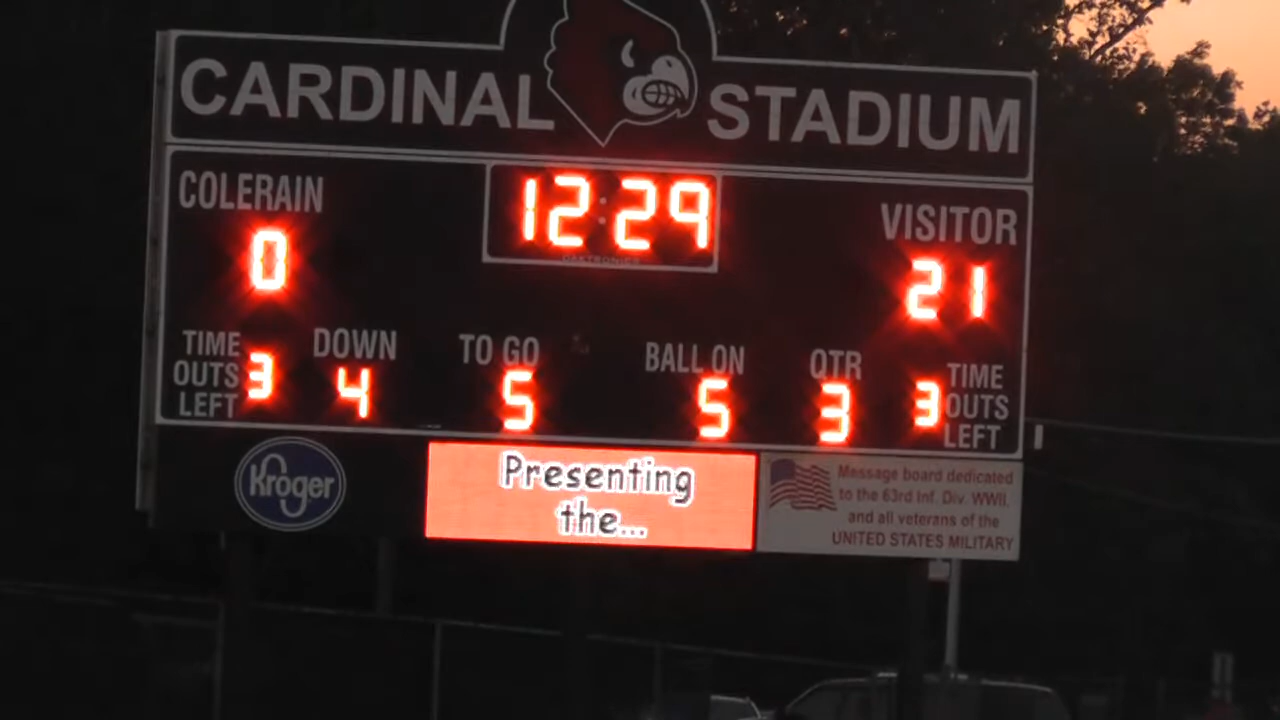 CARDINAL STADIUM
COLERAIN
12:29
VISITOR
0
DAKTRONICS
21
TIME OUTS LEFT 3
DOWN 4
TO GO 5
BALL ON 5
QTR 3
3 TIME OUTS LEFT
Kroger
Presenting
the...
Message board dedicated
to the 63rd Inf. Div. WWII,
and all veterans of the
UNITED STATES MILITARY